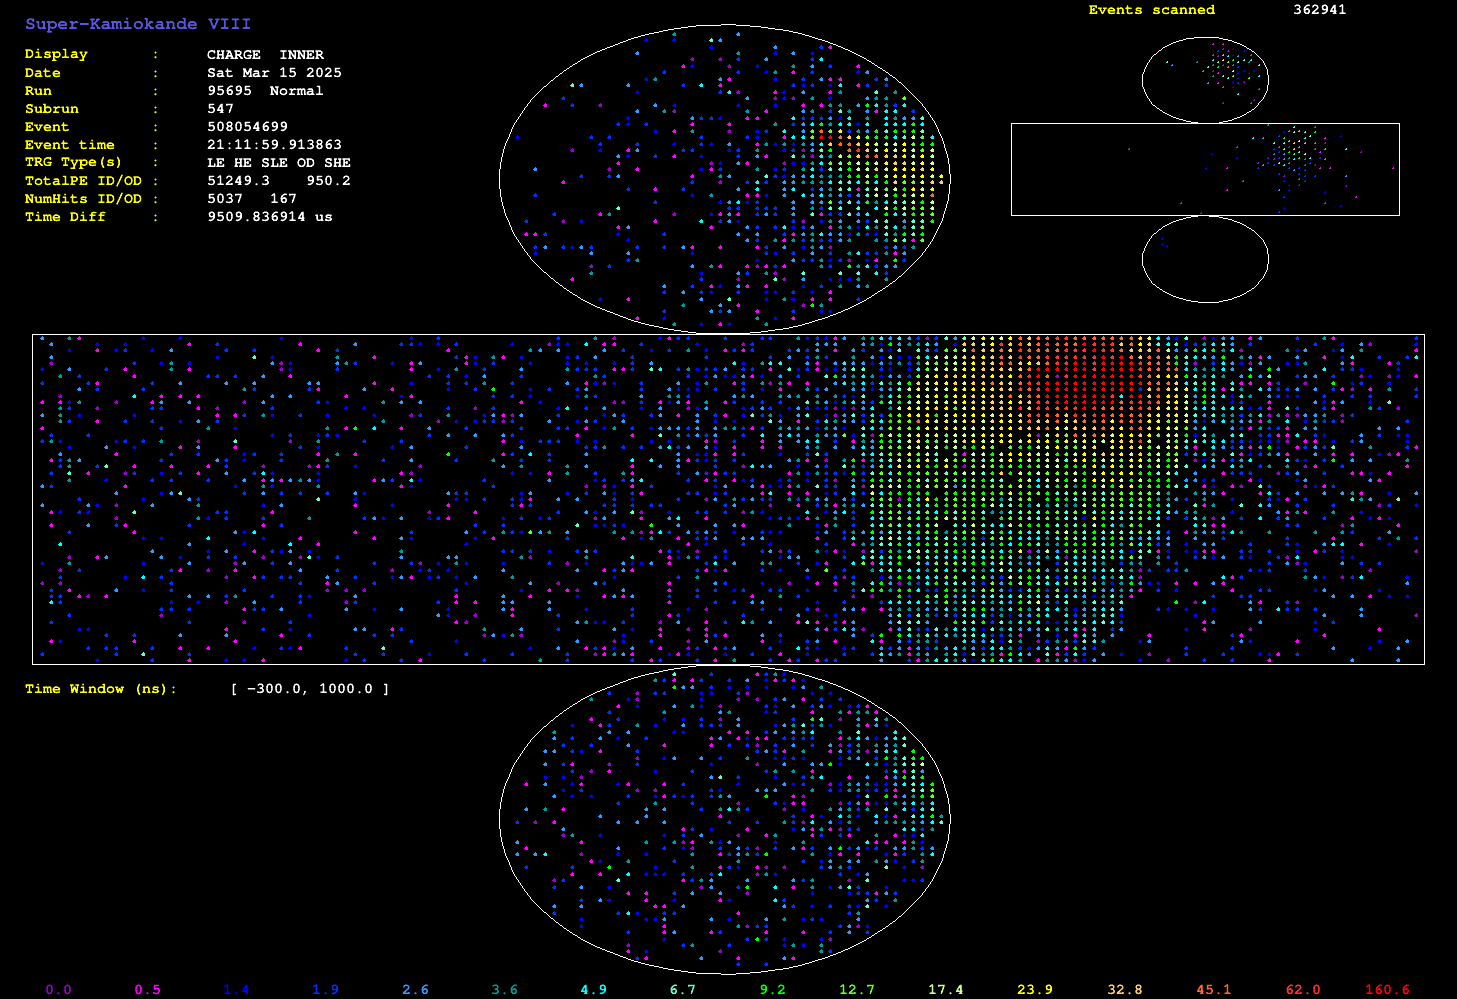 Super-Kamiokande VIII
Display : CHARGE INNER
Date : Sat Mar 15 2025
Run : 95695 Normal
Subrun : 547
Event : 508054699
Event time : 21:11:59.913863
TRG Type(s) : LE HE SLE OD SHE
TotalPE ID/OD : 51249.3 950.2
NumHits ID/OD : 5037 167
Time Diff : 9509.836914 us
Events scanned 362941
Time Window (ns): [ -300.0, 1000.0 ]
0.0 0.5 1.4 1.9 2.6 3.6 4.9 6.7 9.2 12.7 17.4 23.9 32.8 45.1 62.0 160.6